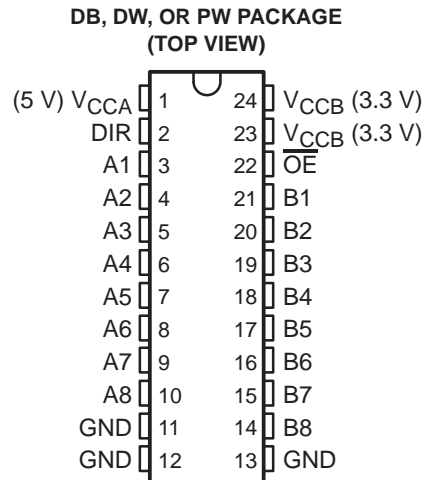 DB, DW, OR PW PACKAGE
(TOP VIEW)
(5 V) VCCA 1 24 VCCB (3.3 V)
DIR 2 23 VCCB (3.3 V)
A1 3 22 OE
A2 4 21 B1
A3 5 20 B2
A4 6 19 B3
A5 7 18 B4
A6 8 17 B5
A7 9 16 B6
A8 10 15 B7
GND 11 14 B8
GND 12 13 GND